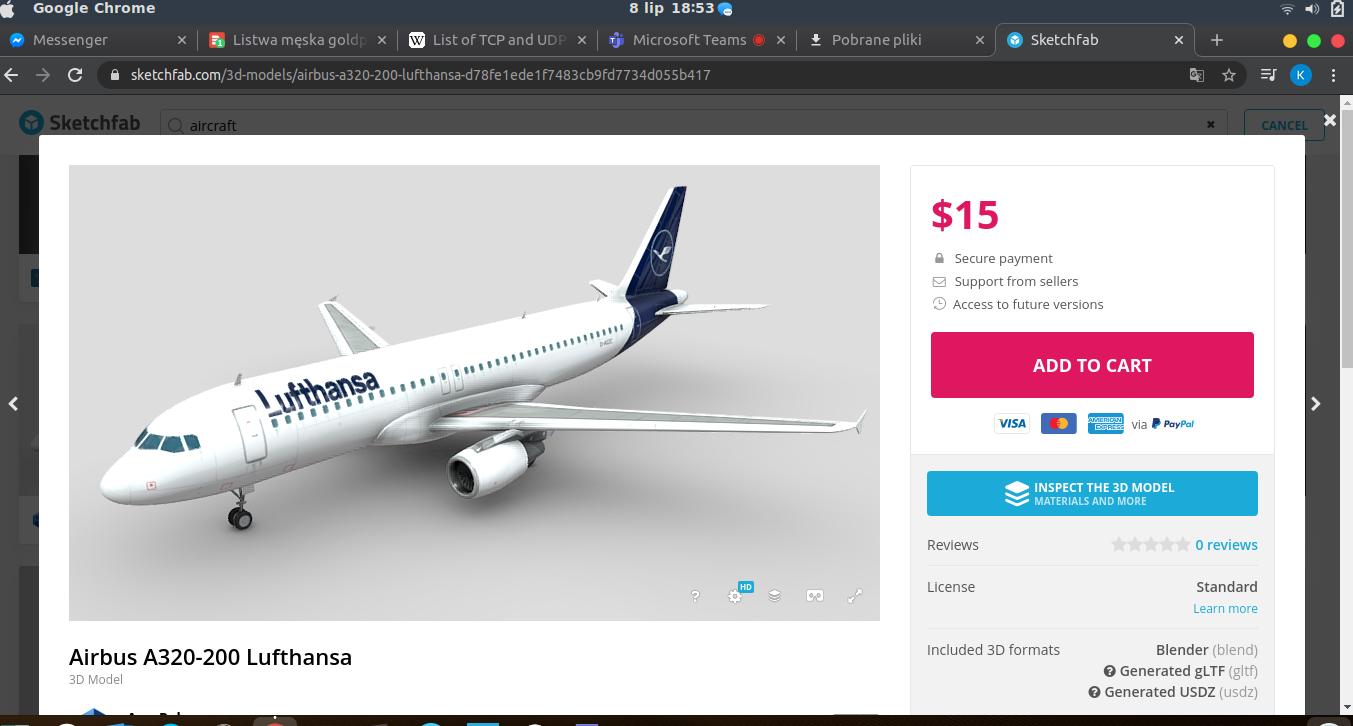 Google Chrome
8 lip 18:53
Messenger
Listwa męska goldp
List of TCP and UDP
Microsoft Teams
Pobrane pliki
Sketchfab
sketchfab.com/3d-models/airbus-a320-200-lufthansa-d78fe1ede1f7483cb9fd7734d055b417
K
Sketchfab
aircraft
CANCEL
Lufthansa
?
HD
$15
Secure payment
Support from sellers
Access to future versions
ADD TO CART
VISA
AMERICAN EXPRESS
via PayPal
INSPECT THE 3D MODEL
MATERIALS AND MORE
Reviews
0 reviews
License
Standard
Learn more
Included 3D formats
Blender (blend)
Generated glTF (gltf)
Generated USDZ (usdz)
Airbus A320-200 Lufthansa
3D Model